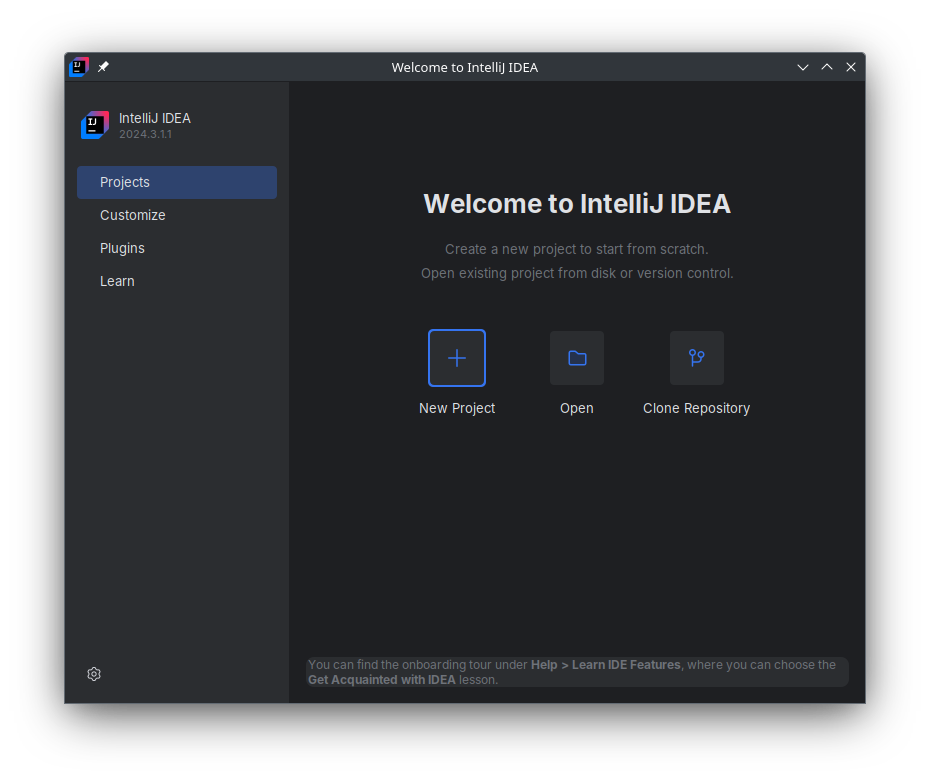 Welcome to IntelliJ IDEA
IJ
IntelliJ IDEA
2024.3.1.1
Projects
Customize
Plugins
Learn
Welcome to IntelliJ IDEA
Create a new project to start from scratch.
Open existing project from disk or version control.
New Project
Open
Clone Repository
You can find the onboarding tour under Help > Learn IDE Features, where you can choose the
Get Acquainted with IDEA lesson.